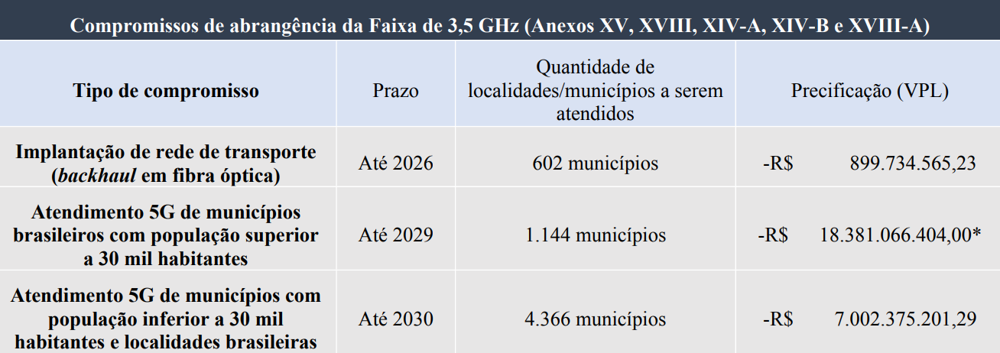 Compromissos de abrangência da Faixa de 3,5 GHz (Anexos XV, XVIII, XIV-A, XIV-B e XVIII-A)
Tipo de compromisso
Prazo
Quantidade de
localidades/municípios a serem
atendidos
Precificação (VPL)
Implantação de rede de transporte
(backhaul em fibra óptica)
Até 2026
602 municípios
-R$ 899.734.565,23
Atendimento 5G de municípios
brasileiros com população superior
a 30 mil habitantes
Até 2029
1.144 municípios
-R$ 18.381.066.404,00*
Atendimento 5G de municípios com
população inferior a 30 mil
habitantes e localidades brasileiras
Até 2030
4.366 municípios
-R$ 7.002.375.201,29